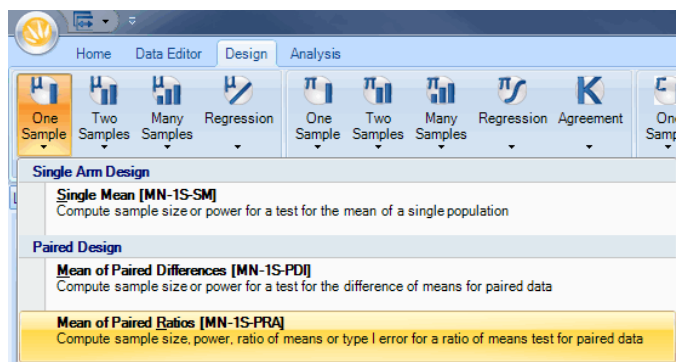 Home Data Editor Design Analysis
μ μ μ μ π π π π K
One Sample Two Samples Many Samples Regression One Sample Two Samples Many Samples Regression Agreement
Single Arm Design
Single Mean [MN-1S-SM]
Compute sample size or power for a test for the mean of a single population
Paired Design
Mean of Paired Differences [MN-1S-PDI]
Compute sample size or power for a test for the difference of means for paired data
Mean of Paired Ratios [MN-1S-PRA]
Compute sample size, power, ratio of means or type I error for a ratio of means test for paired data